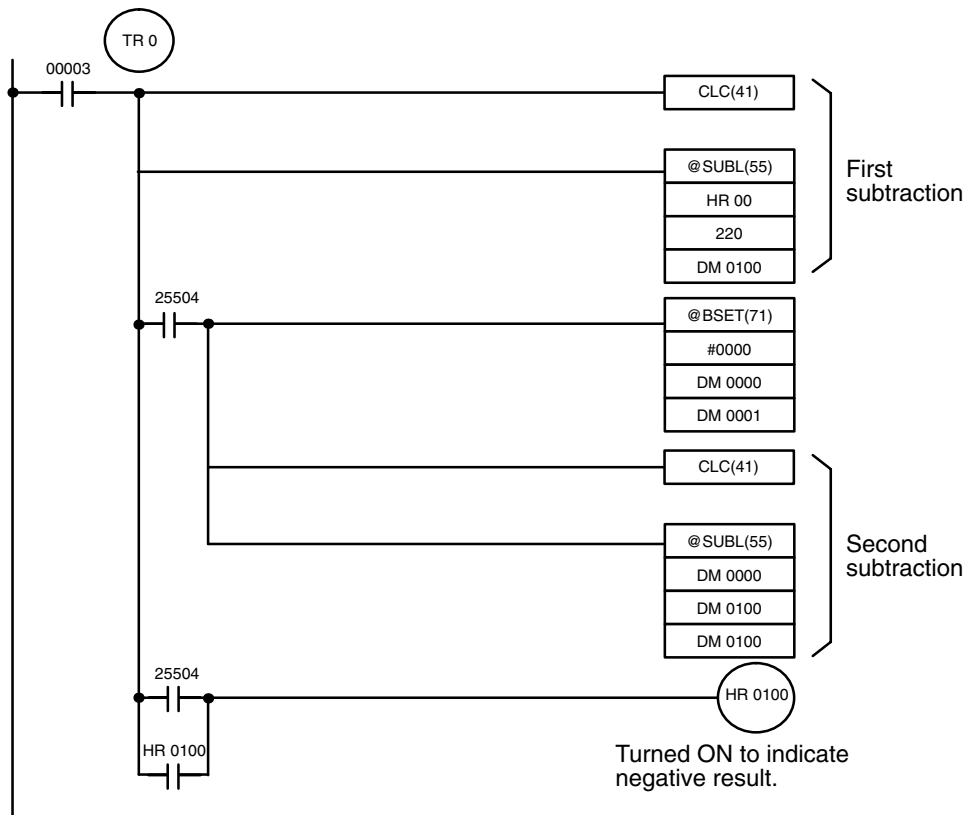 TR 0
00003
CLC(41)
@SUBL(55)
HR 00
220
DM 0100
First
subtraction
25504
@BSET(71)
#0000
DM 0000
DM 0001
CLC(41)
@SUBL(55)
DM 0000
DM 0100
DM 0100
Second
subtraction
25504
HR 0100
HR 0100
Turned ON to indicate
negative result.